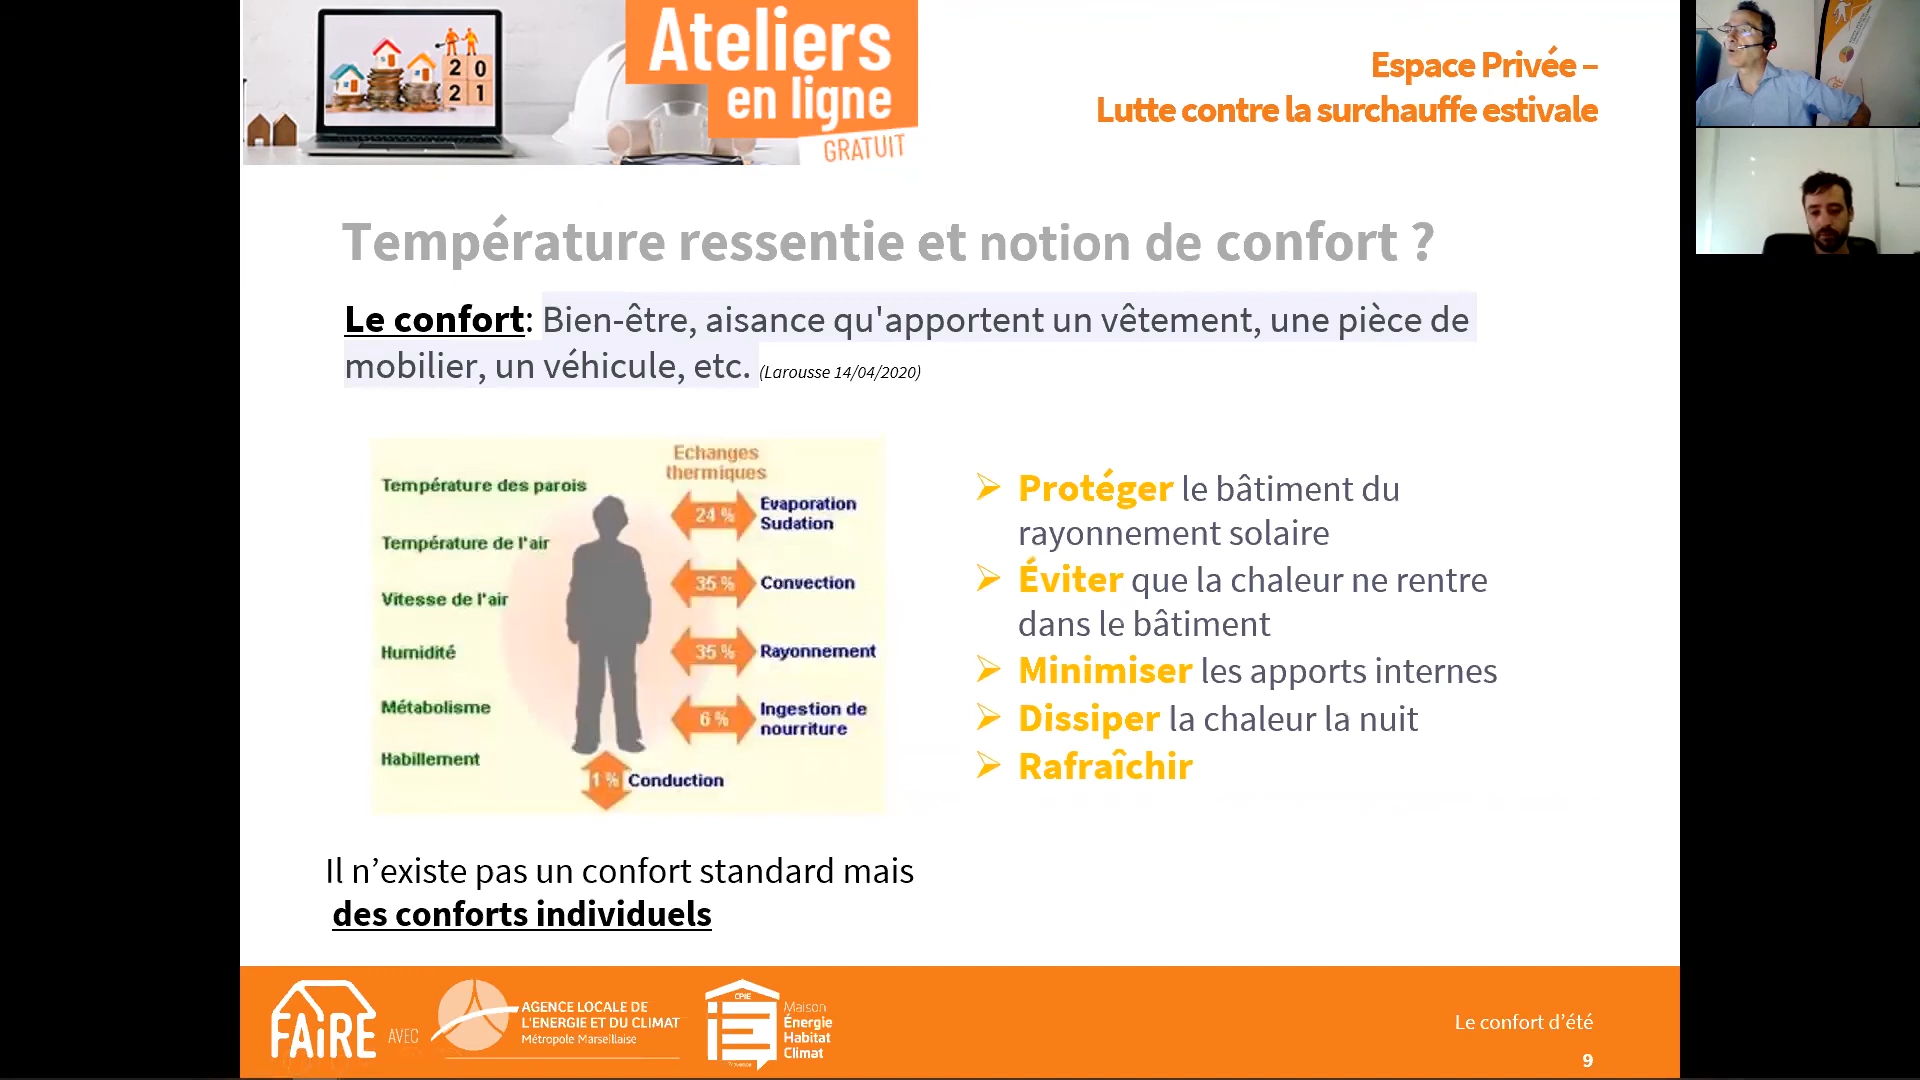 Ateliers
en ligne
GRATUIT
20
21
Espace Privée –
Lutte contre la surchauffe estivale
Température ressentie et notion de confort ?
Le confort: Bien-être, aisance qu'apportent un vêtement, une pièce de
mobilier, un véhicule, etc. (Larousse 14/04/2020)
Echanges
thermiques
Température des parois
Température de l'air
Vitesse de l'air
Humidité
Métabolisme
Habillement
24 %
Evaporation
Sudation
35 %
Convection
35 %
Rayonnement
6 %
Ingestion de
nourriture
1 %
Conduction
Protéger le bâtiment du
rayonnement solaire
Éviter que la chaleur ne rentre
dans le bâtiment
Minimiser les apports internes
Dissiper la chaleur la nuit
Rafraîchir
Il n’existe pas un confort standard mais
des conforts individuels
FAiRE
AVEC
AGENCE LOCALE DE
L'ENERGIE ET DU CLIMAT
Métropole Marseillaise
CPIE
Maison
Énergie
Habitat
Climat
Le confort d’été
9